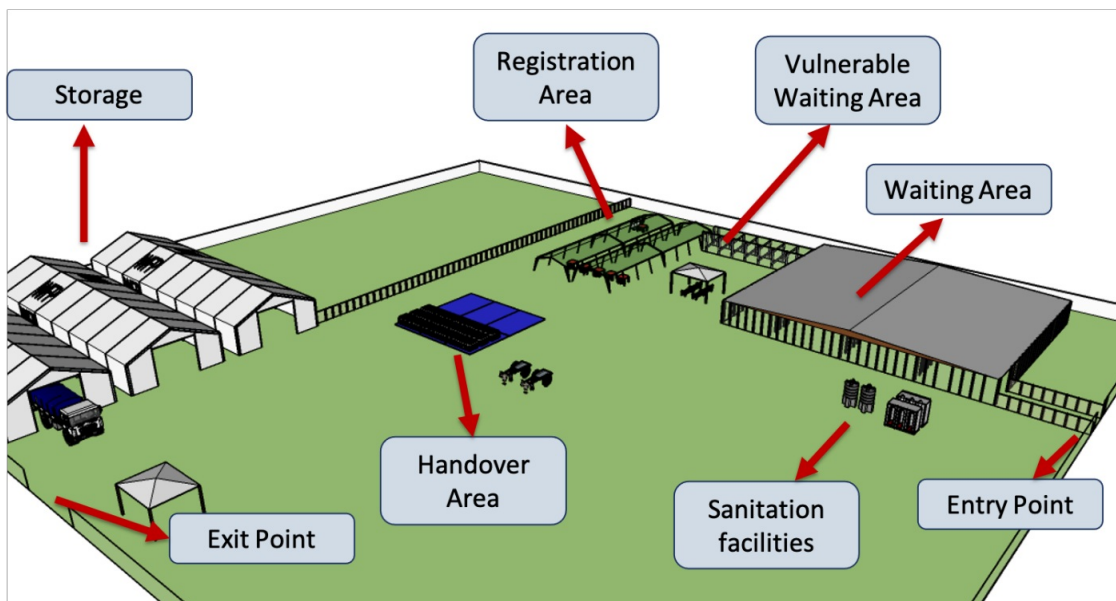 Storage
Registration
Area
Vulnerable
Waiting Area
Waiting Area
Handover
Area
Sanitation
facilities
Entry Point
Exit Point